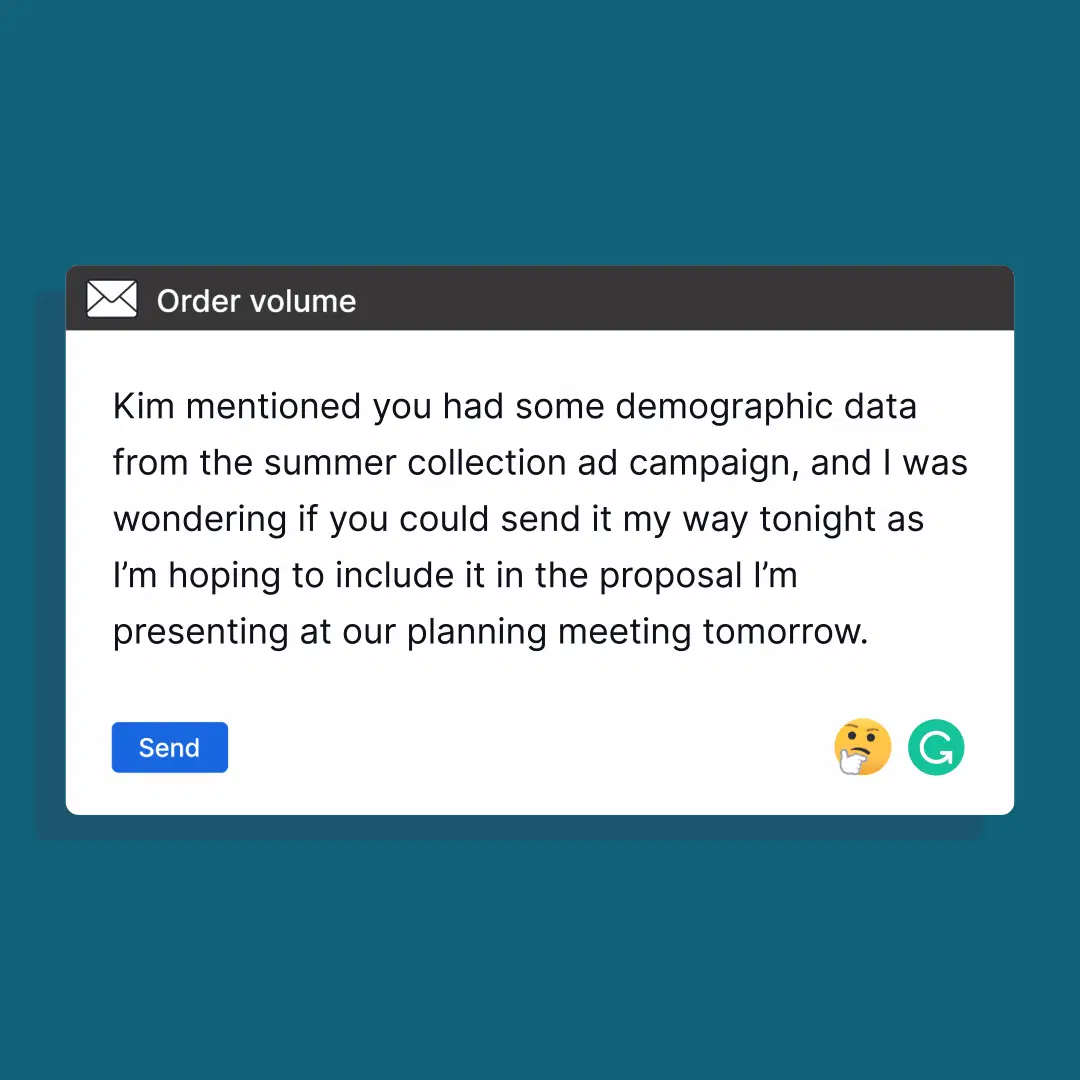 Order volume
Kim mentioned you had some demographic data
from the summer collection ad campaign, and I was
wondering if you could send it my way tonight as
I’m hoping to include it in the proposal I’m
presenting at our planning meeting tomorrow.
Send